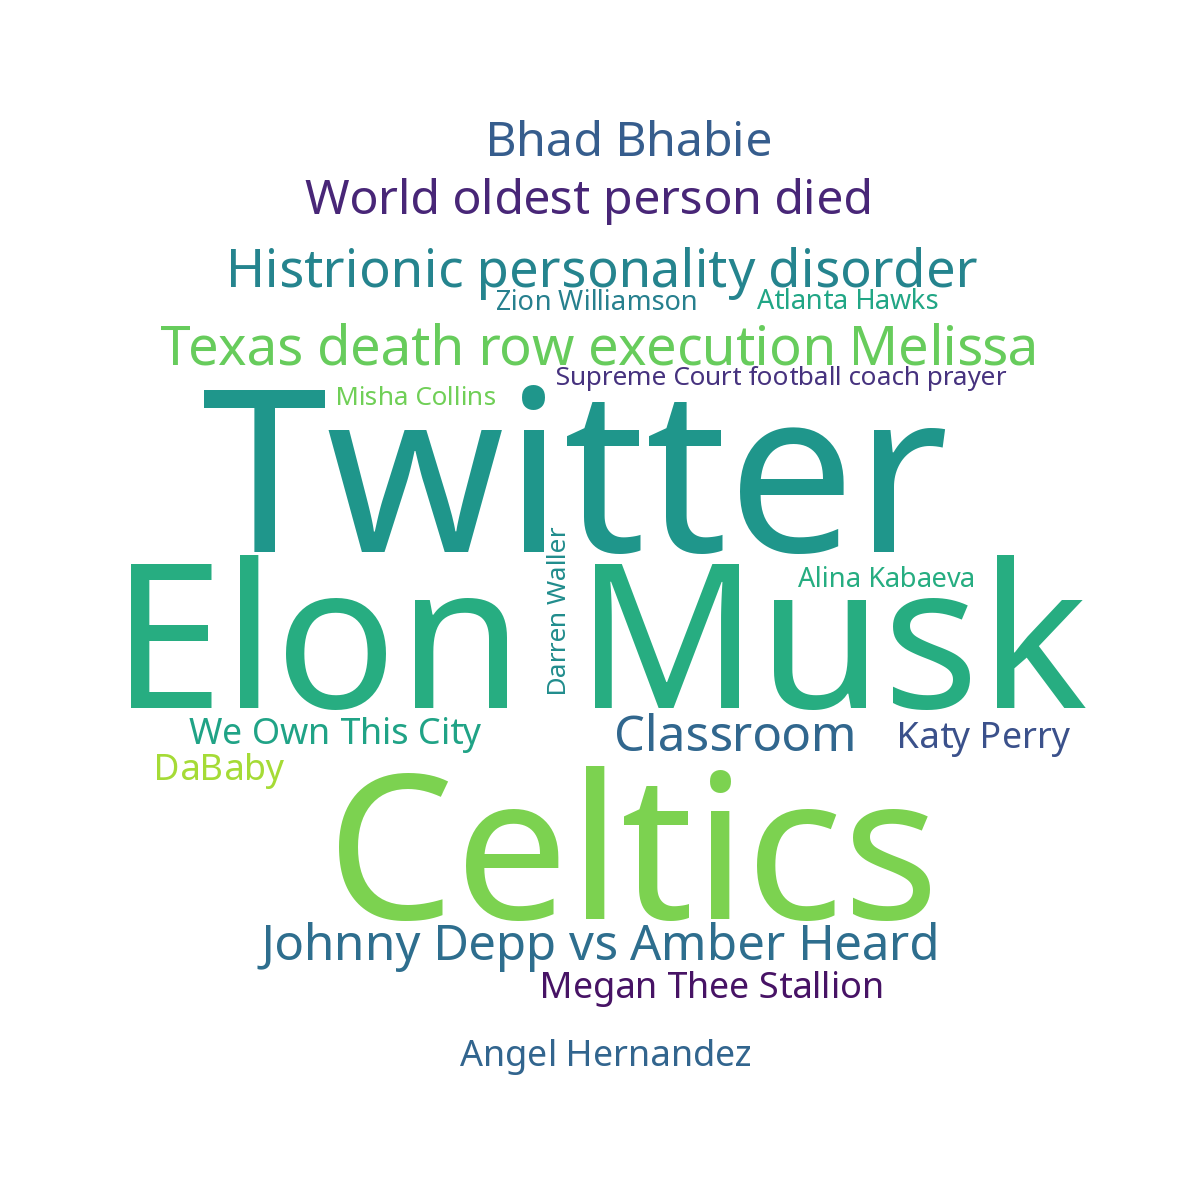 Bhad Bhabie
World oldest person died
Histrionic personality disorder
Zion Williamson
Atlanta Hawks
Texas death row execution Melissa
Supreme Court football coach prayer
Misha Collins
Twitter
Darren Waller
Alina Kabaeva
Elon Musk
We Own This City
Classroom
Katy Perry
DaBaby
Celtics
Johnny Depp vs Amber Heard
Megan Thee Stallion
Angel Hernandez